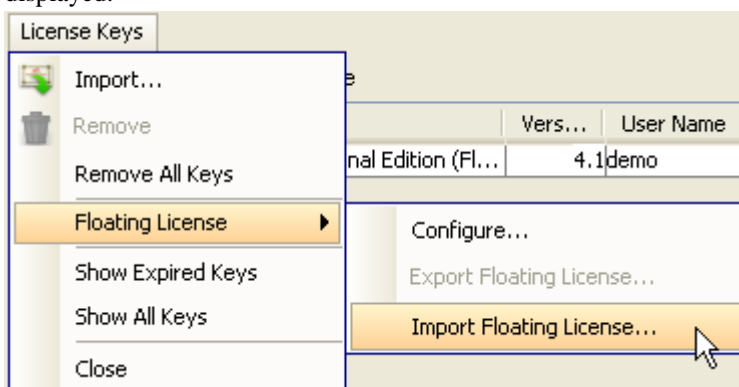 displayed.
License Keys
Import...
e
Remove
Vers... User Name
Remove All Keys
nal Edition (Fl... 4.1 demo
Floating License
Configure...
Show Expired Keys
Export Floating License...
Show All Keys
Import Floating License...
Close